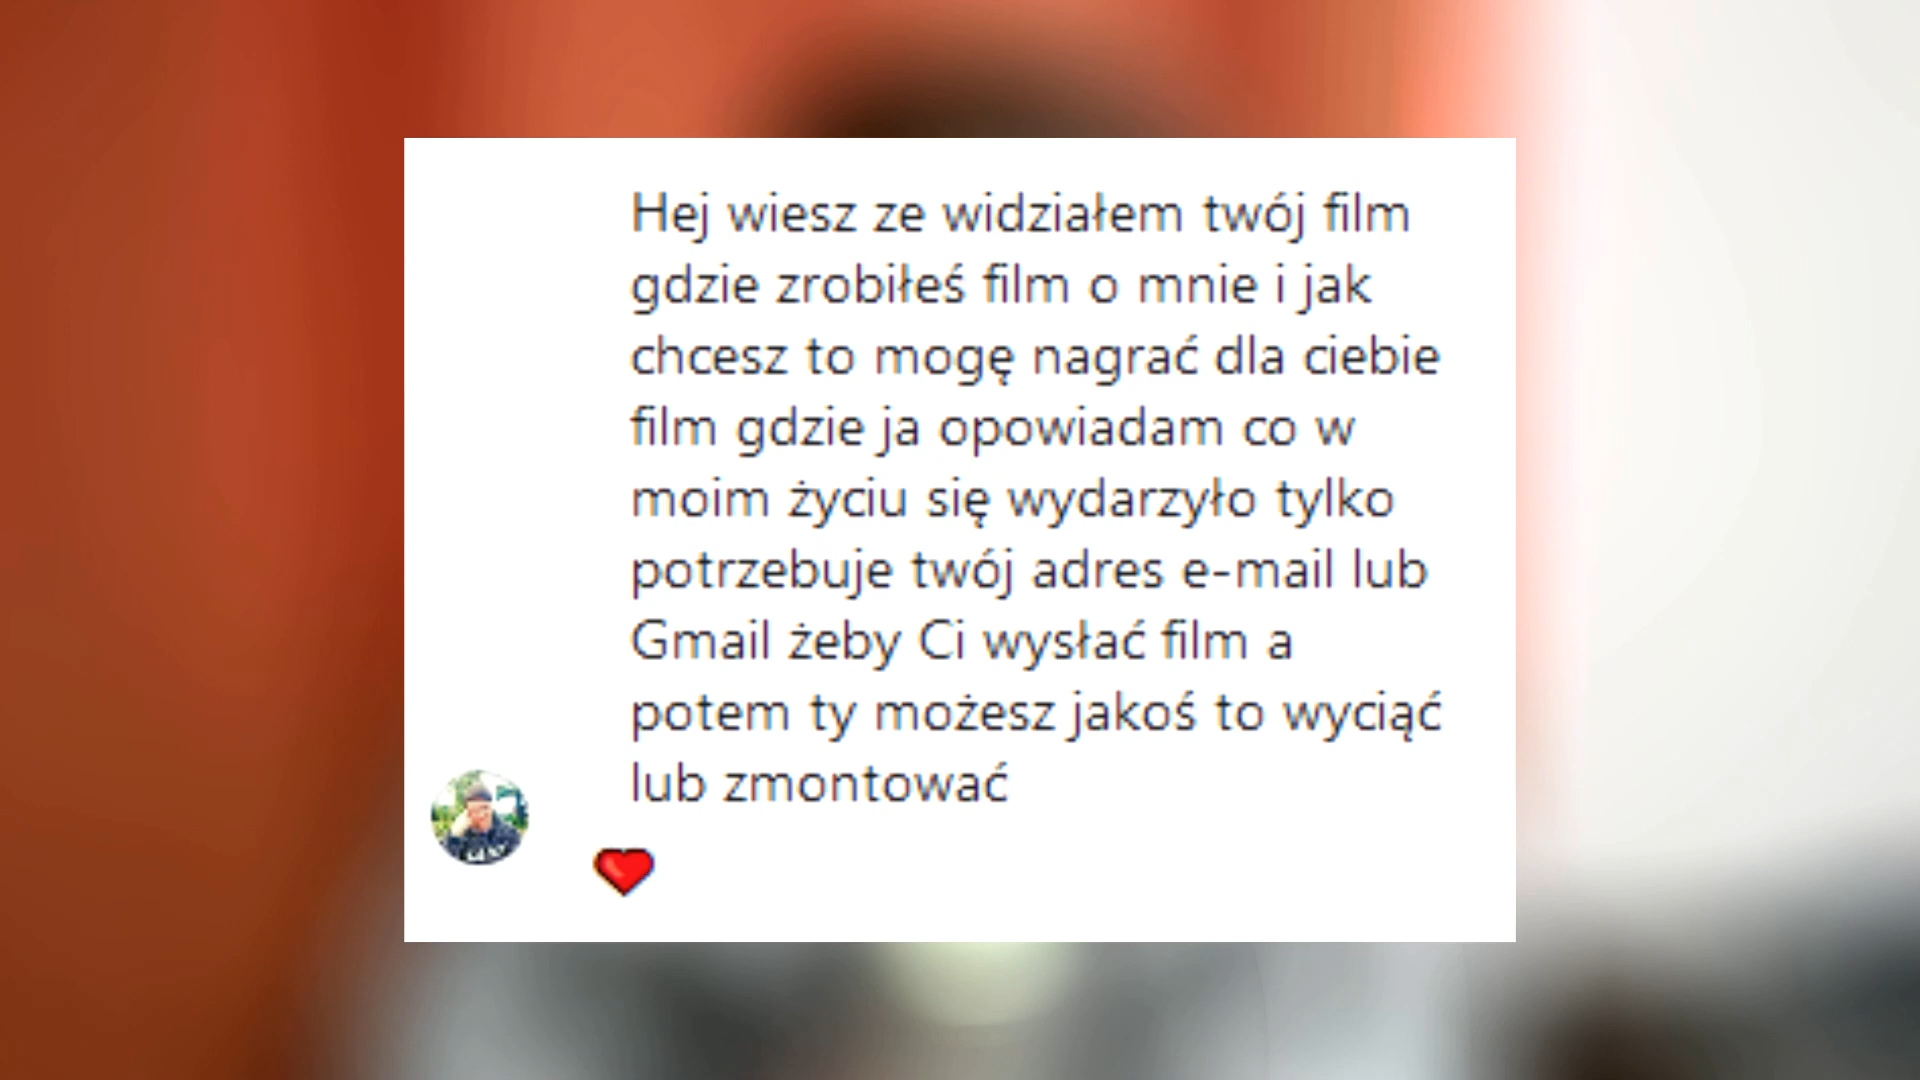 Hej wiesz ze widziałem twój film
gdzie zrobiłeś film o mnie i jak
chcesz to mogę nagrać dla ciebie
film gdzie ja opowiadam co w
moim życiu się wydarzyło tylko
potrzebuje twój adres e-mail lub
Gmail żeby Ci wysłać film a
potem ty możesz jakoś to wyciąć
lub zmontować